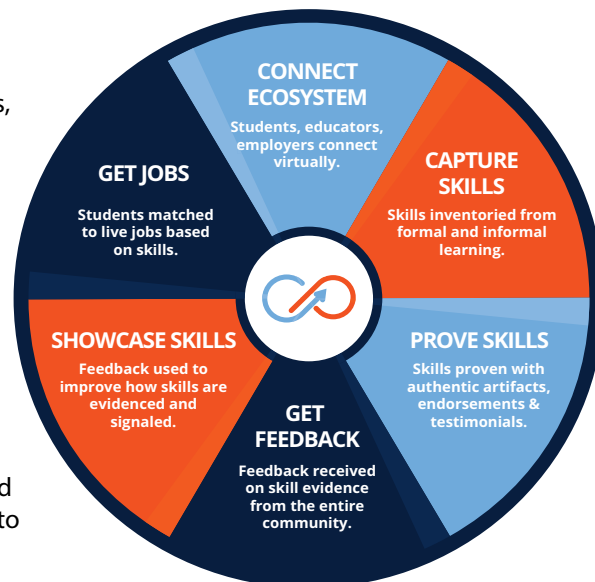 s,
d
to
CONNECT
ECOSYSTEM
Students, educators,
employers connect
virtually.
CAPTURE
SKILLS
Skills inventoried from
formal and informal
learning.
PROVE SKILLS
Skills proven with
authentic artifacts,
endorsements &
testimonials.
GET
FEEDBACK
Feedback received
on skill evidence
from the entire
community.
SHOWCASE SKILLS
Feedback used to
improve how skills are
evidenced and
signaled.
GET JOBS
Students matched
to live jobs based
on skills.